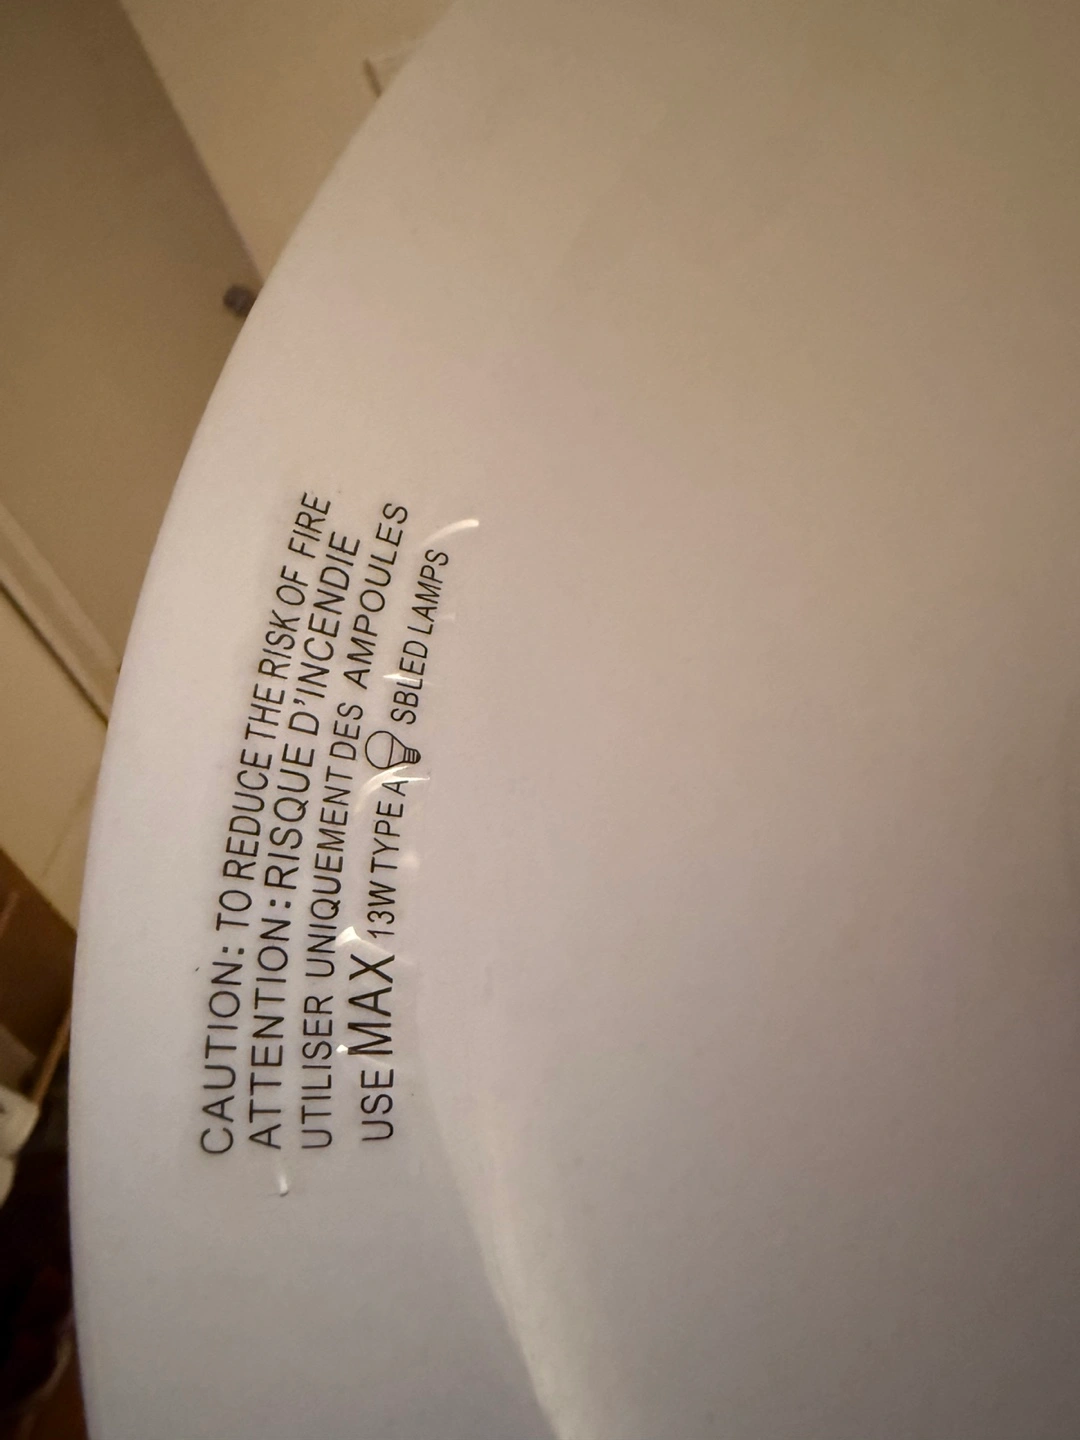 CAUTION: TO REDUCE THE RISK OF FIRE
ATTENTION: RISQUE D'INCENDIE
UTILISER UNIQUEMENT DES AMPOULES
USE MAX 13W TYPE A SBLED LAMPS